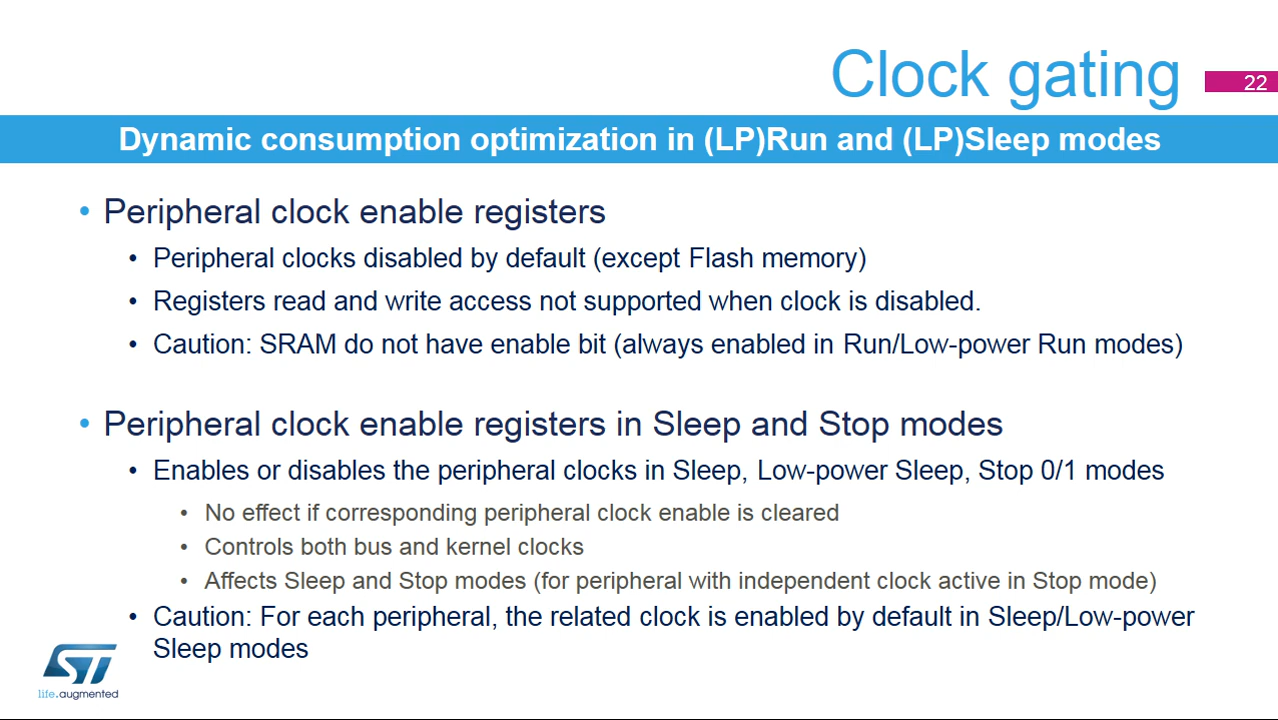 Clock gating
22
Dynamic consumption optimization in (LP)Run and (LP)Sleep modes
• Peripheral clock enable registers
• Peripheral clocks disabled by default (except Flash memory)
• Registers read and write access not supported when clock is disabled.
• Caution: SRAM do not have enable bit (always enabled in Run/Low-power Run modes)
• Peripheral clock enable registers in Sleep and Stop modes
• Enables or disables the peripheral clocks in Sleep, Low-power Sleep, Stop 0/1 modes
• No effect if corresponding peripheral clock enable is cleared
• Controls both bus and kernel clocks
• Affects Sleep and Stop modes (for peripheral with independent clock active in Stop mode)
• Caution: For each peripheral, the related clock is enabled by default in Sleep/Low-power
Sleep modes
ST
life.augmented